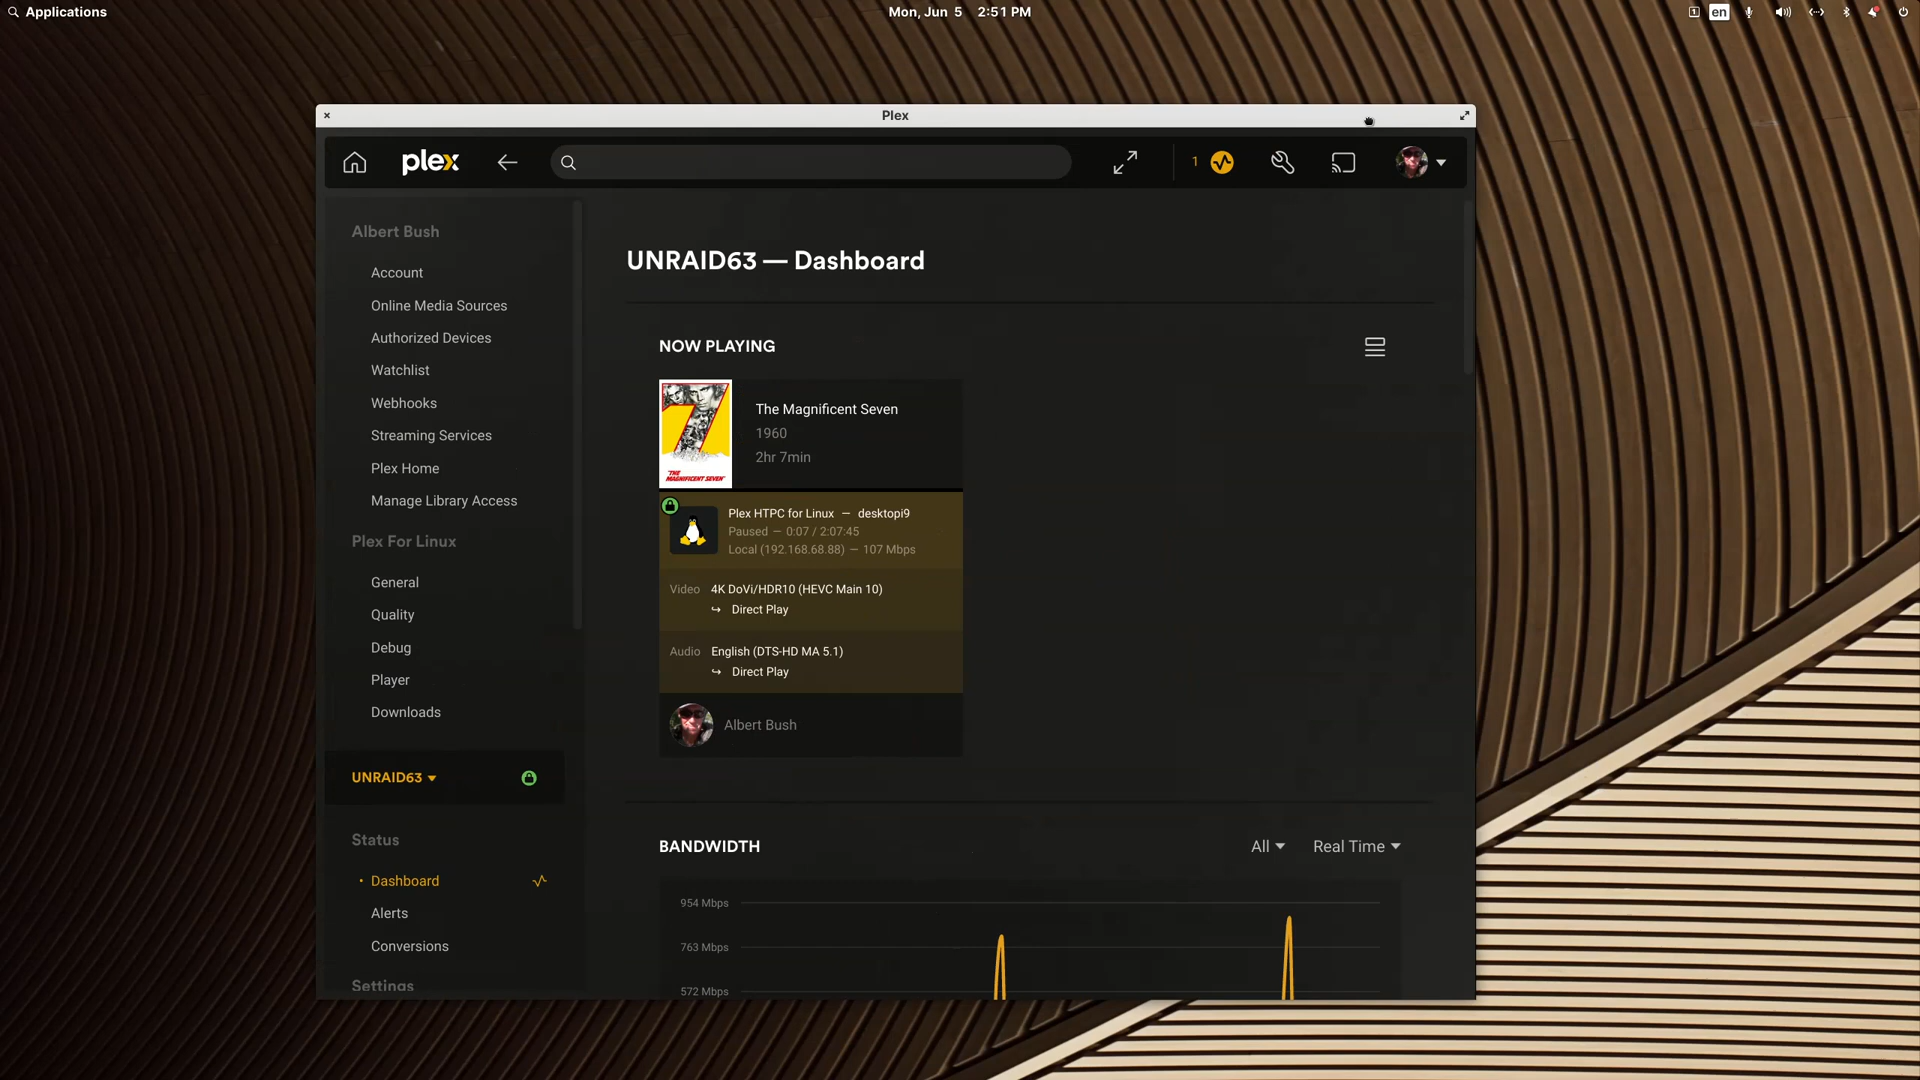 Applications
Mon, Jun 5 2:51 PM
1
en
Plex
plex
1
Albert Bush
Account
Online Media Sources
Authorized Devices
Watchlist
Webhooks
Streaming Services
Plex Home
Manage Library Access
Plex For Linux
General
Quality
Debug
Player
Downloads
UNRAID63
Status
Dashboard
Alerts
Conversions
Settings
UNRAID63 — Dashboard
NOW PLAYING
7
THE
MAGNIFICENT SEVEN
The Magnificent Seven
1960
2hr 7min
Plex HTPC for Linux — desktopi9
Paused — 0:07 / 2:07:45
Local (192.168.68.88) — 107 Mbps
Video 4K DoVi/HDR10 (HEVC Main 10)
Direct Play
Audio English (DTS-HD MA 5.1)
Direct Play
Albert Bush
BANDWIDTH
All Real Time
954 Mbps
763 Mbps
572 Mbps